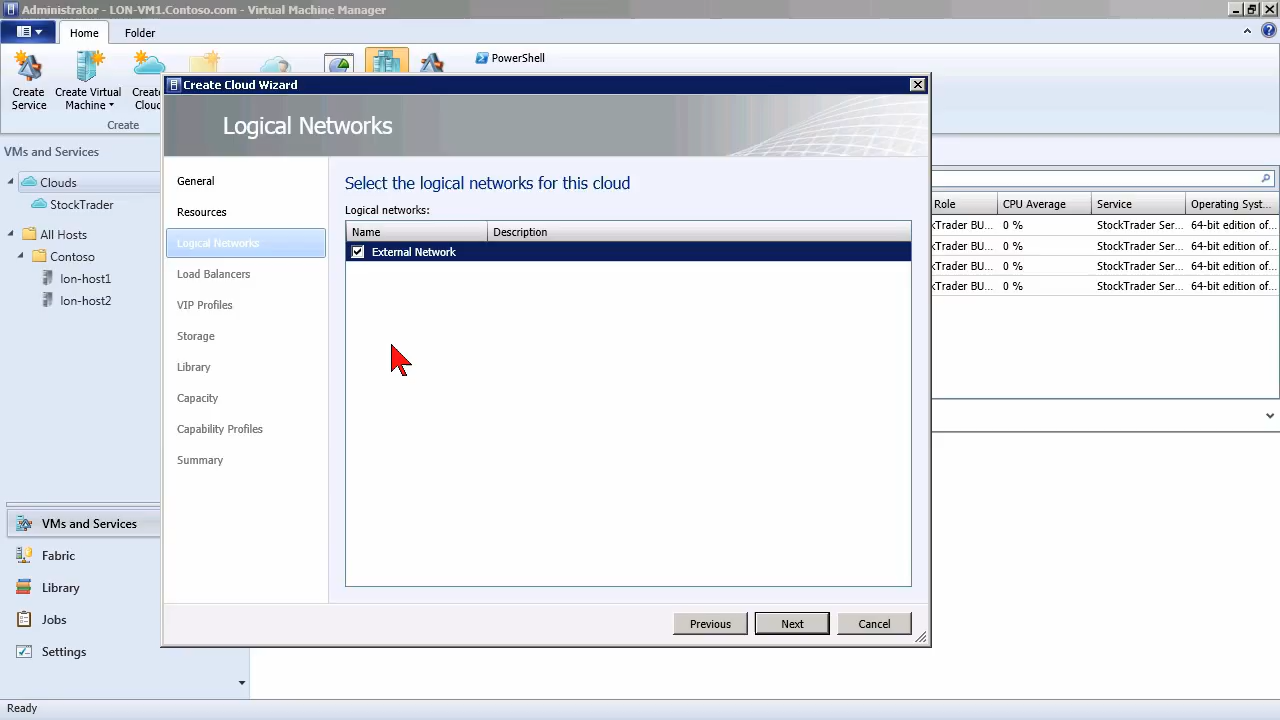 Administrator - LON-VM1.Contoso.com - Virtual Machine Manager
Home
Folder
Create Service
Create Virtual Machine
Create Cloud
PowerShell
Create
VMs and Services
Clouds
StockTrader
All Hosts
Contoso
lon-host1
lon-host2
VMs and Services
Fabric
Library
Jobs
Settings
Ready
Create Cloud Wizard
Logical Networks
General
Resources
Logical Networks
Load Balancers
VIP Profiles
Storage
Library
Capacity
Capability Profiles
Summary
Select the logical networks for this cloud
Logical networks:
Name Description
External Network
Previous Next Cancel
Role CPU Average Service Operating Syst...
kTrader BU... 0 % StockTrader Ser... 64-bit edition of...
kTrader BU... 0 % StockTrader Ser... 64-bit edition of...
kTrader BU... 0 % StockTrader Ser... 64-bit edition of...
kTrader BU... 0 % StockTrader Ser... 64-bit edition of...